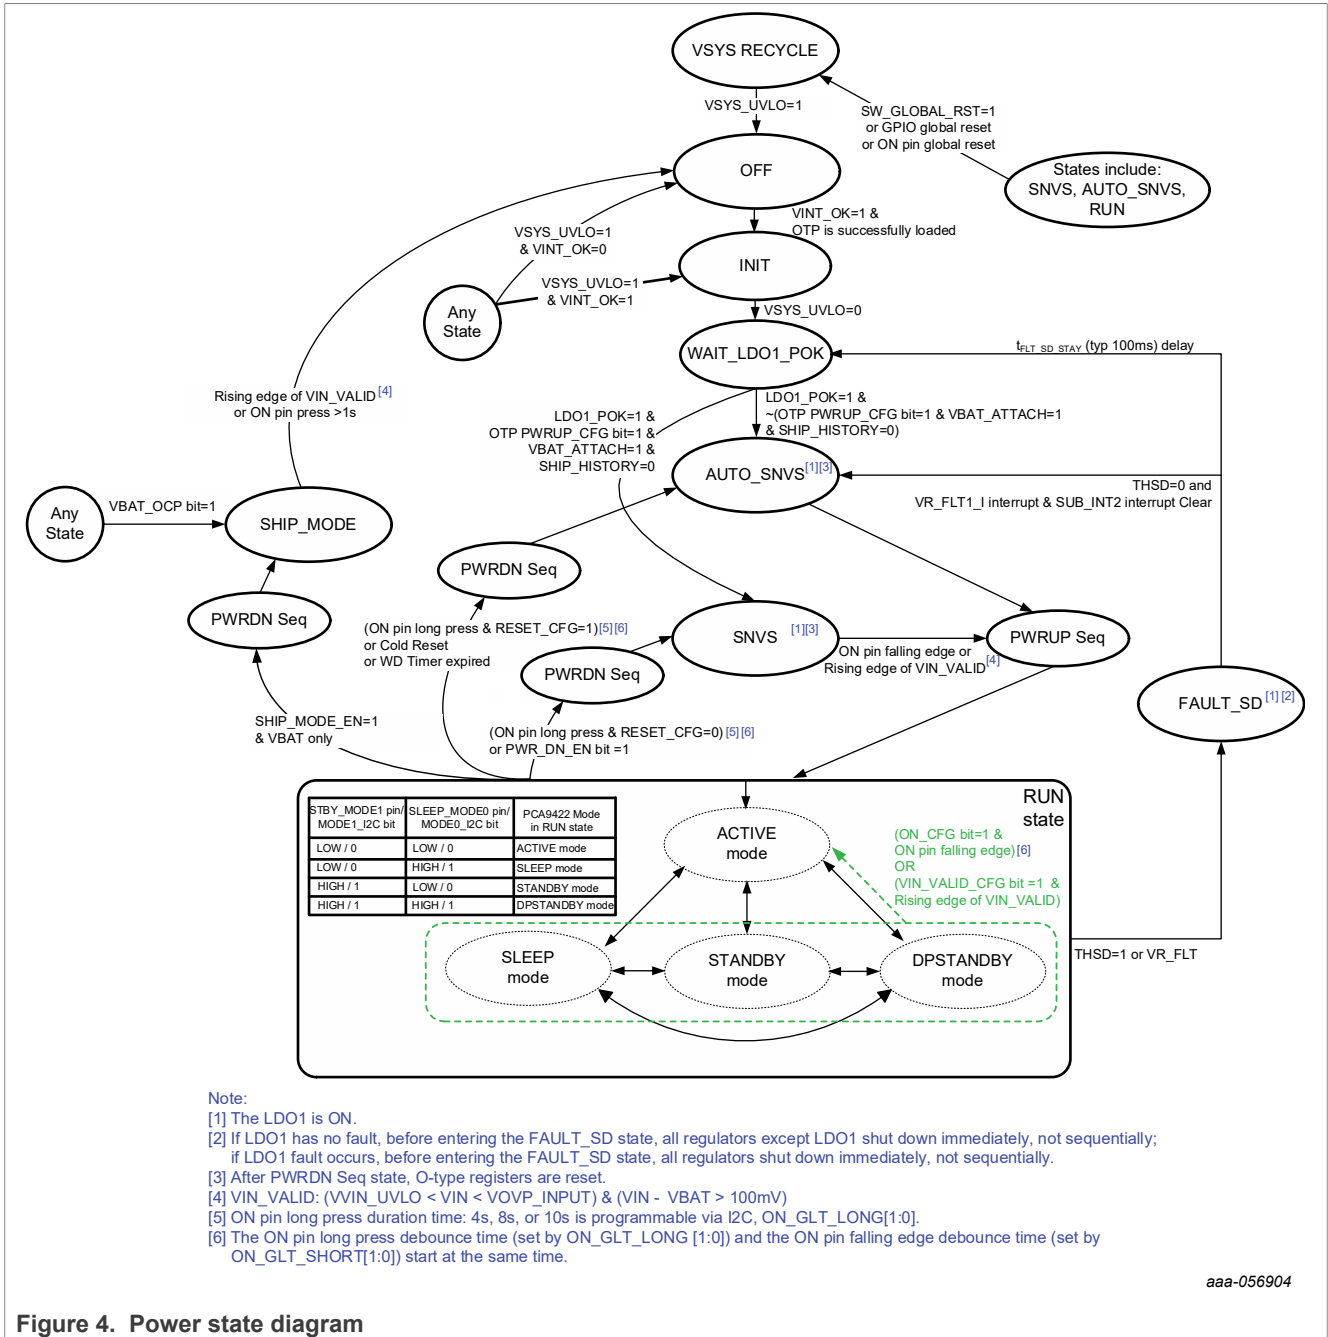 VSYS RECYCLE
VSYS_UVLO=1
SW_GLOBAL_RST=1
or GPIO global reset
or ON pin global reset
OFF
States include:
SNVS, AUTO_SNVS,
RUN
VINT_OK=1 &
OTP is successfully loaded
VSYS_UVLO=1
& VINT_OK=0
INIT
VSYS_UVLO=1
& VINT_OK=1
Any
State
VSYS_UVLO=0
WAIT_LDO1_POK
tFLT_SD_STAY (typ 100ms) delay
Rising edge of VIN_VALID[4]
or ON pin press >1s
LDO1_POK=1 &
~(OTP PWRUP_CFG bit=1 & VBAT_ATTACH=1
& SHIP_HISTORY=0)
LDO1_POK=1 &
OTP PWRUP_CFG bit=1 &
VBAT_ATTACH=1 &
SHIP_HISTORY=0
AUTO_SNVS[1][3]
THSD=0 and
VR_FLT1_I interrupt & SUB_INT2 interrupt Clear
Any
State
VBAT_OCP bit=1
SHIP_MODE
PWRDN Seq
PWRDN Seq
(ON pin long press & RESET_CFG=1)[5][6]
or Cold Reset
or WD Timer expired
SNVS [1][3]
ON pin falling edge or
Rising edge of VIN_VALID[4]
PWRUP Seq
PWRDN Seq
FAULT_SD [1][2]
SHIP_MODE_EN=1
& VBAT only
(ON pin long press & RESET_CFG=0)[5][6]
or PWR_DN_EN bit =1
RUN
state
STBY_MODE1 pin/ SLEEP_MODE0 pin/ PCA9422 Mode
MODE1_I2C bit MODE0_I2C bit in RUN state
LOW / 0 LOW / 0 ACTIVE mode
LOW / 0 HIGH / 1 SLEEP mode
HIGH / 1 LOW / 0 STANDBY mode
HIGH / 1 HIGH / 1 DPSTANDBY mode
ACTIVE
mode
(ON_CFG bit=1 &
ON pin falling edge)[6]
OR
(VIN_VALID_CFG bit =1 &
Rising edge of VIN_VALID)
SLEEP
mode
STANDBY
mode
DPSTANDBY
mode
THSD=1 or VR_FLT
Note:
[1] The LDO1 is ON.
[2] If LDO1 has no fault, before entering the FAULT_SD state, all regulators except LDO1 shut down immediately, not sequentially;
if LDO1 fault occurs, before entering the FAULT_SD state, all regulators shut down immediately, not sequentially.
[3] After PWRDN Seq state, O-type registers are reset.
[4] VIN_VALID: (VVIN_UVLO < VIN < VOVP_INPUT) & (VIN - VBAT > 100mV)
[5] ON pin long press duration time: 4s, 8s, or 10s is programmable via I2C, ON_GLT_LONG[1:0].
[6] The ON pin long press debounce time (set by ON_GLT_LONG [1:0]) and the ON pin falling edge debounce time (set by
ON_GLT_SHORT[1:0]) start at the same time.
aaa-056904
Figure 4. Power state diagram